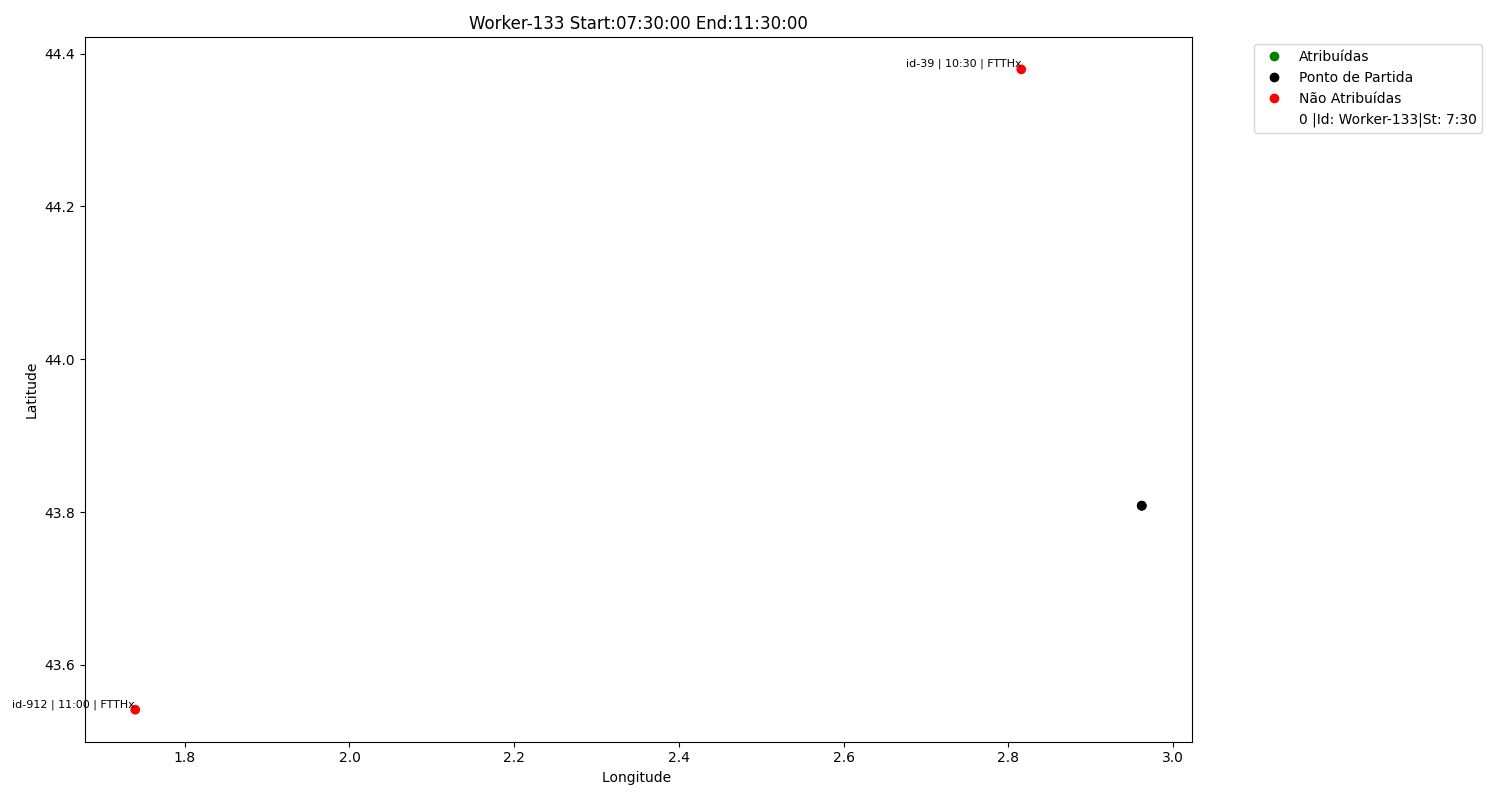 Worker-133 Start:07:30:00 End:11:30:00
44.4
44.2
44.0
43.8
43.6
Latitude
id-39 | 10:30 | FTTHx
id-912 | 11:00 | FTTHx
1.8 2.0 2.2 2.4 2.6 2.8 3.0
Longitude
Atribuídas
Ponto de Partida
Não Atribuídas
0 |Id: Worker-133|St: 7:30